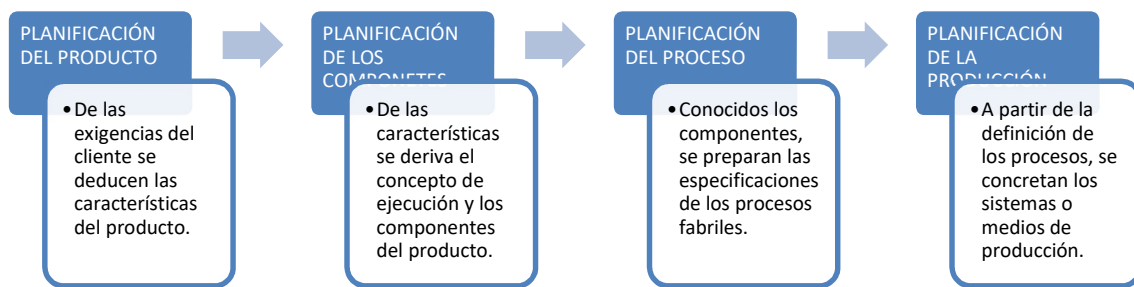 PLANIFICACIÓN
DEL PRODUCTO
•De las
exigencias del
cliente se
deducen las
características
del producto.
PLANIFICACIÓN
DE LOS
COMPONETES
•De las
características
se deriva el
concepto de
ejecución y los
componentes
del producto.
PLANIFICACIÓN
DEL PROCESO
•Conocidos los
componentes,
se preparan las
especificaciones
de los procesos
fabriles.
PLANIFICACIÓN
DE LA
PRODUCCIÓN
•A partir de la
definición de
los procesos, se
concretan los
sistemas o
medios de
producción.